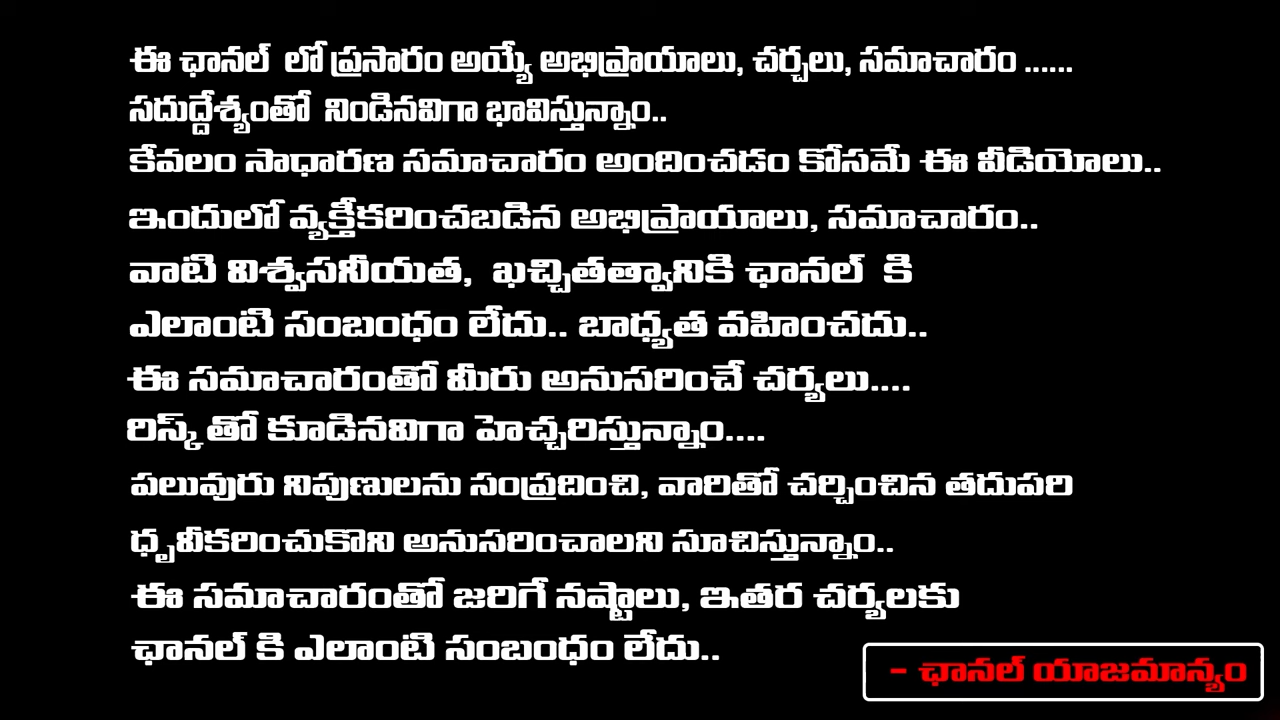 ఈ ఛానల్ లో ప్రసారం అయ్యే అభిప్రాయాలు, చర్చలు, సమాచారం ......
సదుద్దేశ్యంతో నిండినవిగా భావిస్తున్నాం..
కేవలం సాధారణ సమాచారం అందించడం కోసమే ఈ వీడియోలు..
ఇందులో వ్యక్తీకరించబడిన అభిప్రాయాలు, సమాచారం..
వాటి విశ్వసనీయత, ఖచ్చితత్వానికి ఛానల్ కి
ఎలాంటి సంబంధం లేదు.. బాధ్యత వహించదు..
ఈ సమాచారంతో మీరు అనుసరించే చర్యలు....
రిస్క్ తో కూడినవిగా హెచ్చరిస్తున్నాం....
పలువురు నిపుణులను సంప్రదించి, వారితో చర్చించిన తదుపరి
ధృవీకరించుకొని అనుసరించాలని సూచిస్తున్నాం..
ఈ సమాచారంతో జరిగే నష్టాలు, ఇతర చర్యలకు
ఛానల్ కి ఎలాంటి సంబంధం లేదు..
- ఛానల్ యాజమాన్యం